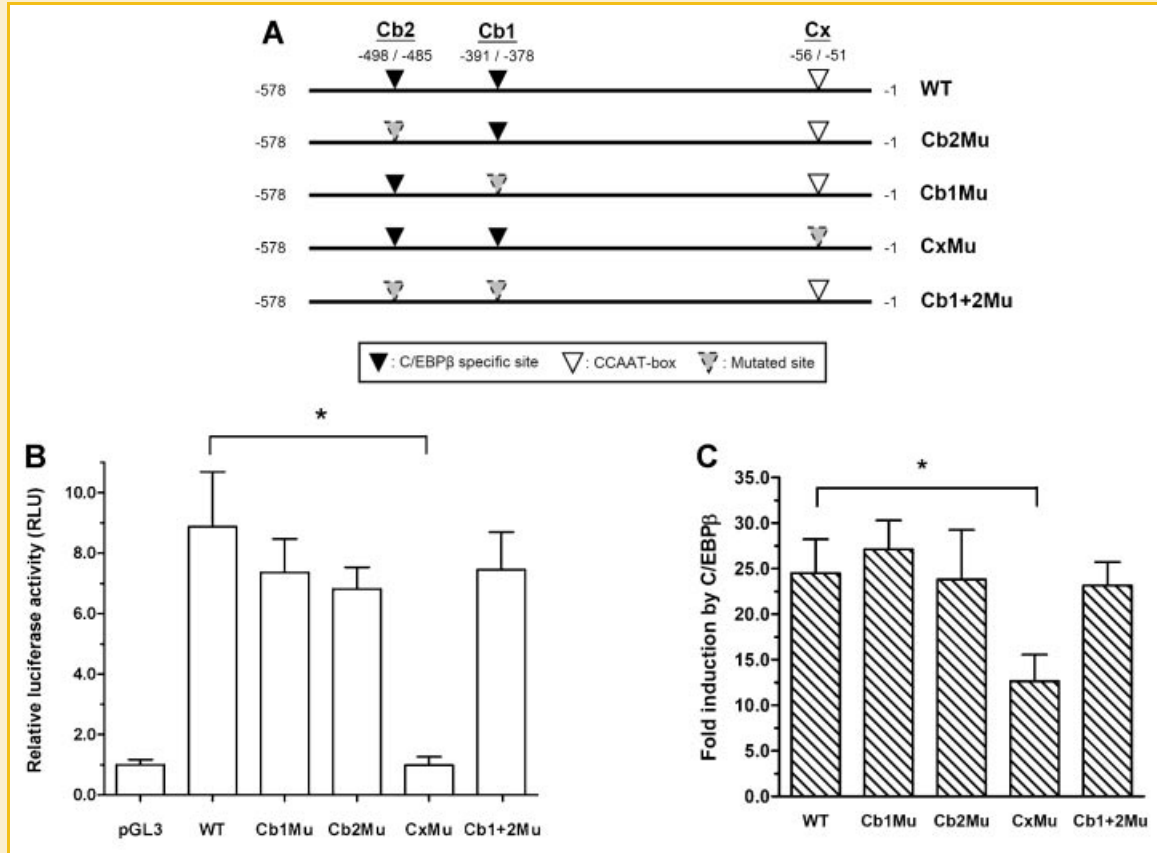 A
Cb2 Cb1 Cx
-498 / -485 -391 / -378 -56 / -51
-578 -1 WT
-578 -1 Cb2Mu
-578 -1 Cb1Mu
-578 -1 CxMu
-578 -1 Cb1+2Mu
: C/EBPβ specific site : CCAAT-box : Mutated site
B
*
Relative luciferase activity (RLU)
10.0
8.0
6.0
4.0
2.0
0.0
pGL3 WT Cb1Mu Cb2Mu CxMu Cb1+2Mu
C
*
Fold induction by C/EBPβ
35.0
30.0
25.0
20.0
15.0
10.0
5.0
0.0
WT Cb1Mu Cb2Mu CxMu Cb1+2Mu